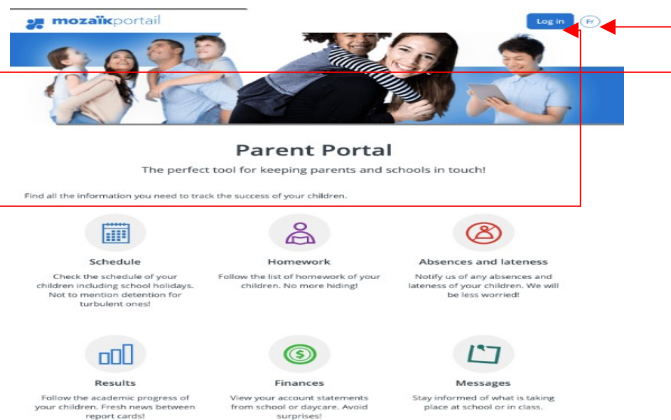 mozaïkportail
Log in
Fr
Parent Portal
The perfect tool for keeping parents and schools in touch!
Find all the information you need to track the success of your children.
Schedule
Check the schedule of your
children including school holidays.
Not to mention detention for
turbulent ones!
Homework
Follow the list of homework of your
children. No more hiding!
Absences and lateness
Notify us of any absences and
lateness of your children. We will
be less worried!
Results
Follow the academic progress of
your children. Fresh news between
report cards!
Finances
View your account statements
from school or daycare. Avoid
surprises!
Messages
Stay informed of what is taking
place at school or in class.